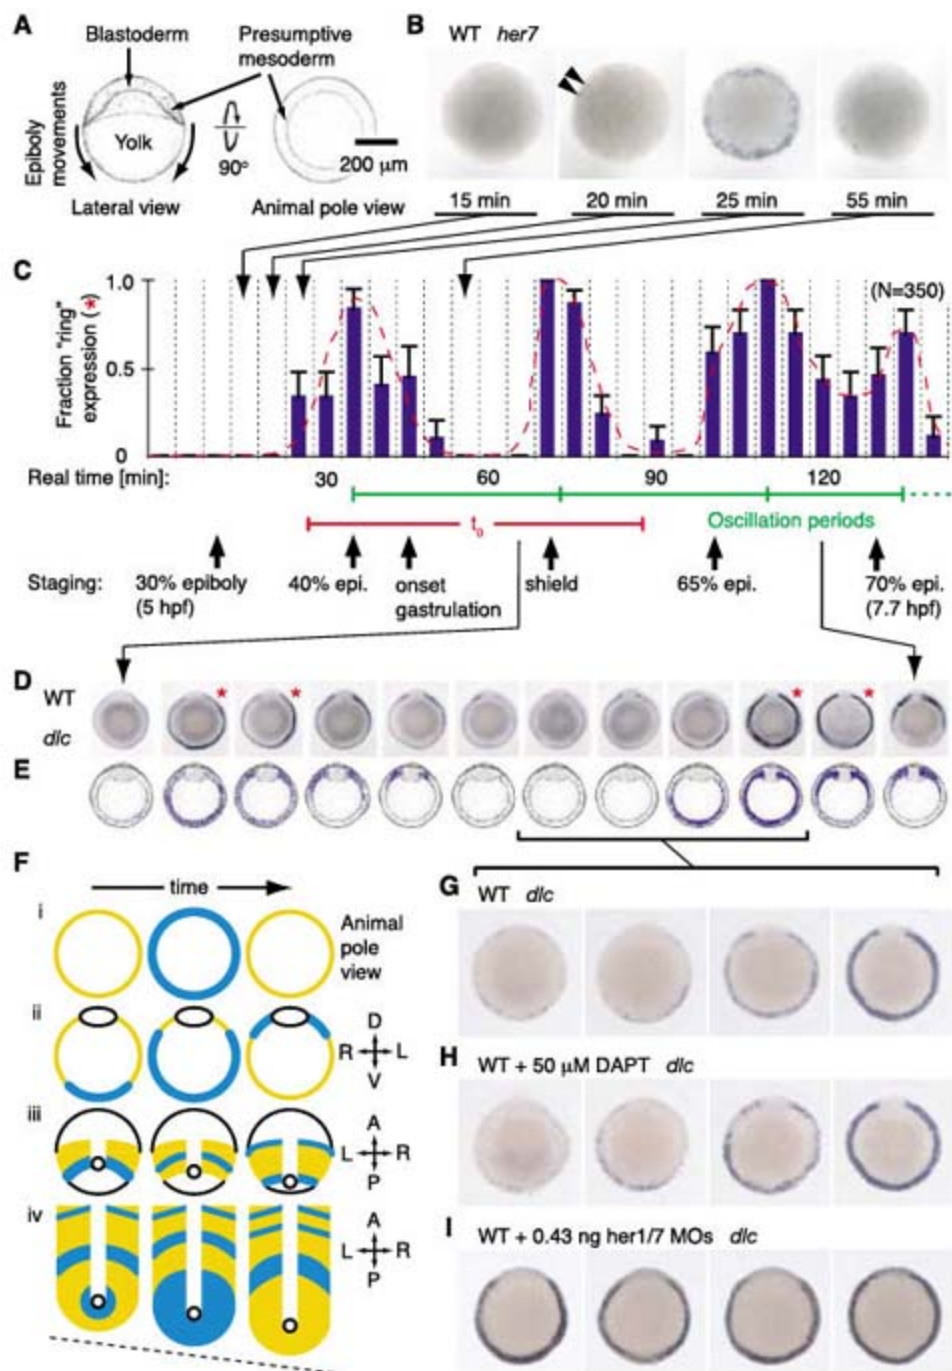 A
Blastoderm
Presumptive
mesoderm
Epiboly
movements
Yolk
90°
200 μm
Lateral view
Animal pole view
B
WT her7
15 min
20 min
25 min
55 min
C
Fraction "ring"
expression (*)
1.0
0.5
0
(N=350)
Real time [min]:
30
60
90
120
t₀
Oscillation periods
Staging:
30% epiboly
(5 hpf)
40% epi.
onset
gastrulation
shield
65% epi.
70% epi.
(7.7 hpf)
D
WT
dlc
* * * *
E
F
time
i
Animal
pole
view
ii
D
R L
V
iii
A
L R
P
iv
A
L R
P
G
WT dlc
H
WT + 50 μM DAPT dlc
I
WT + 0.43 ng her1/7 MOs dlc